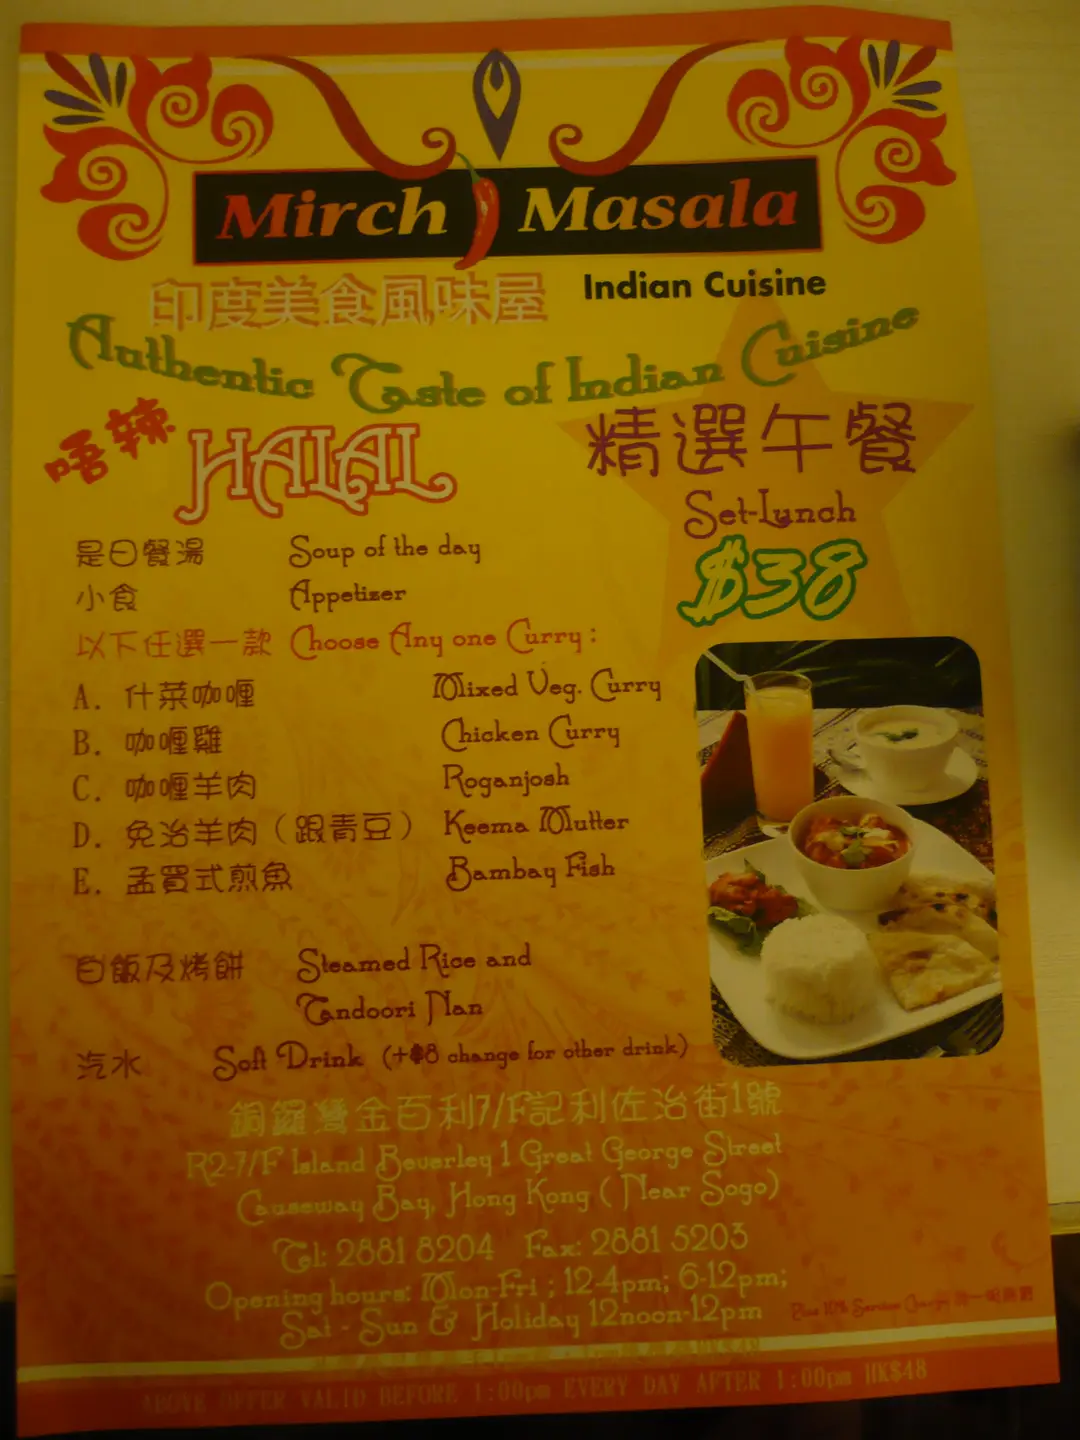 Mirch Masala
印度美食風味屋 Indian Cuisine
Authentic Taste of Indian Cuisine
唔辣 HALAL
精選午餐
Set-Lunch
$38
是日餐湯 Soup of the day
小食 Appetizer
以下任選一款 Choose Any one Curry :
A. 什菜咖喱 Mixed Veg. Curry
B. 咖喱雞 Chicken Curry
C. 咖喱羊肉 Roganjosh
D. 免治羊肉（跟青豆） Keema Mutter
E. 孟買式煎魚 Bambay Fish
白飯及烤餅 Steamed Rice and
Tandoori Nan
汽水 Soft Drink (+$8 change for other drink)
銅鑼灣金百利7/F記利佐治街1號
R2-7/F Island Beverley 1 Great George Street
Causeway Bay, Hong Kong ( Near Sogo)
Tel: 2881 8204 Fax: 2881 5203
Opening hours: Mon-Fri ; 12-4pm; 6-12pm;
Sat - Sun & Holiday 12noon-12pm
Plus 10% Service Charge
ABOVE OFFER VALID BEFORE 1:00pm EVERY DAY AFTER 1:00pm HK$48